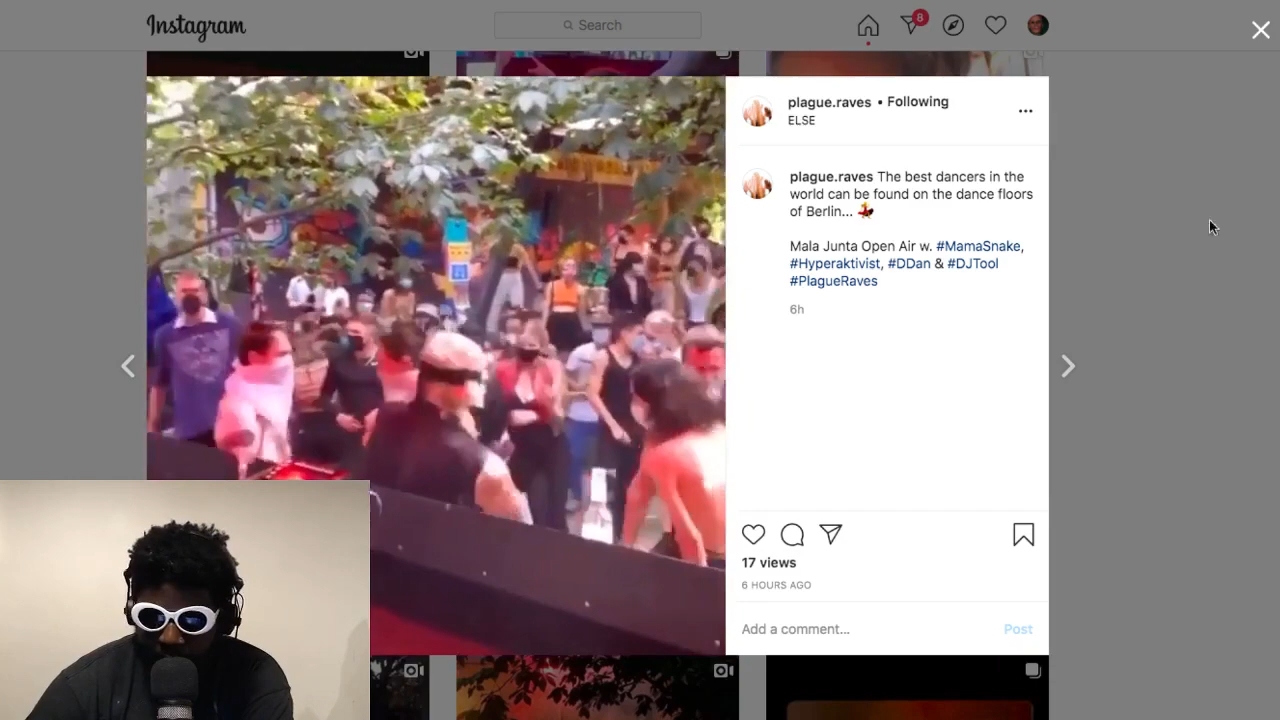 Instagram
Search
8
plague.raves • Following
ELSE
plague.raves The best dancers in the
world can be found on the dance floors
of Berlin... 💃
Mala Junta Open Air w. #MamaSnake,
#Hyperaktivist, #DDan & #DJTool
#PlagueRaves
6h
17 views
6 HOURS AGO
Add a comment...
Post